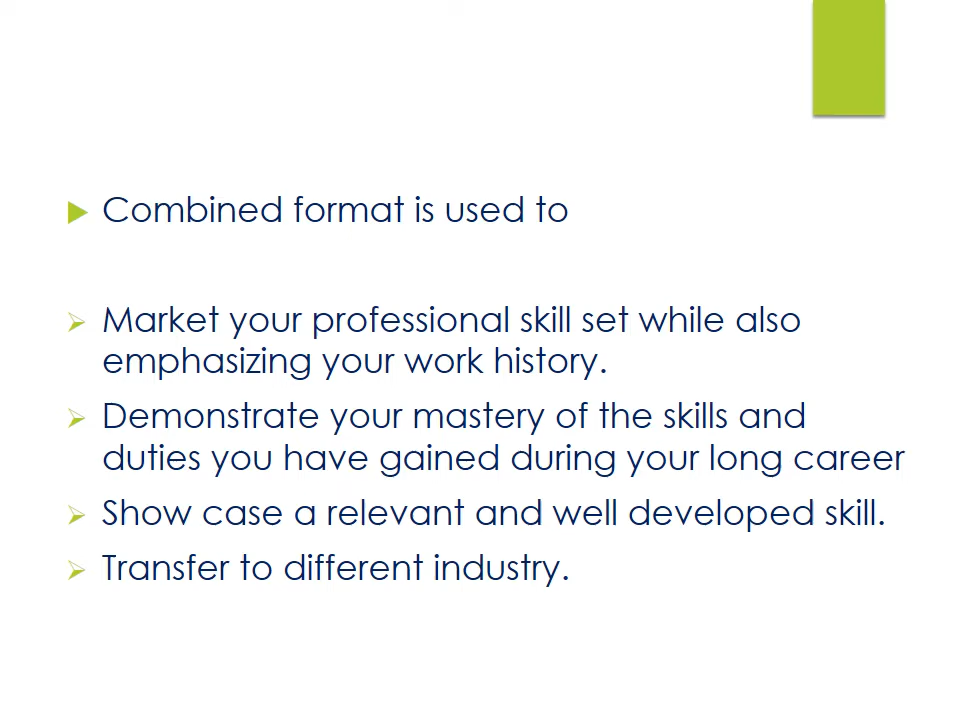 Combined format is used to
Market your professional skill set while also
emphasizing your work history.
Demonstrate your mastery of the skills and
duties you have gained during your long career
Show case a relevant and well developed skill.
Transfer to different industry.